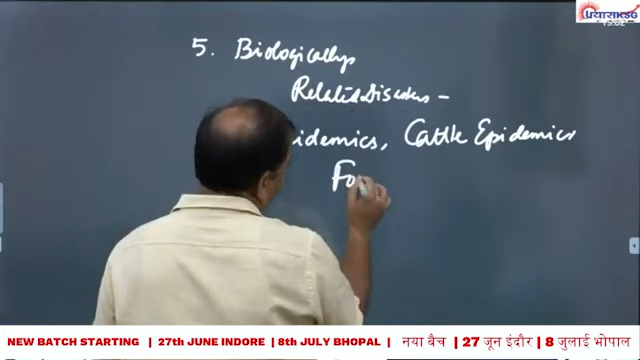 5. Biologically
Related Disasters -
idemics, Cattle Epidemics
Fo
NEW BATCH STARTING | 27th JUNE INDORE | 8th JULY BHOPAL | नया बैच | 27 जून इंदौर | 8 जुलाई भोपाल